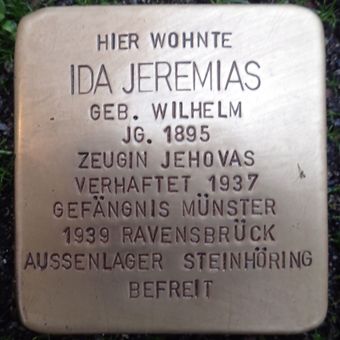 HIER WOHNTE
IDA JEREMIAS
GEB. WILHELM
JG. 1895
ZEUGIN JEHOVAS
VERHAFTET 1937
GEFÄNGNIS MÜNSTER
1939 RAVENSBRÜCK
AUSSENLAGER STEINHÖRING
BEFREIT